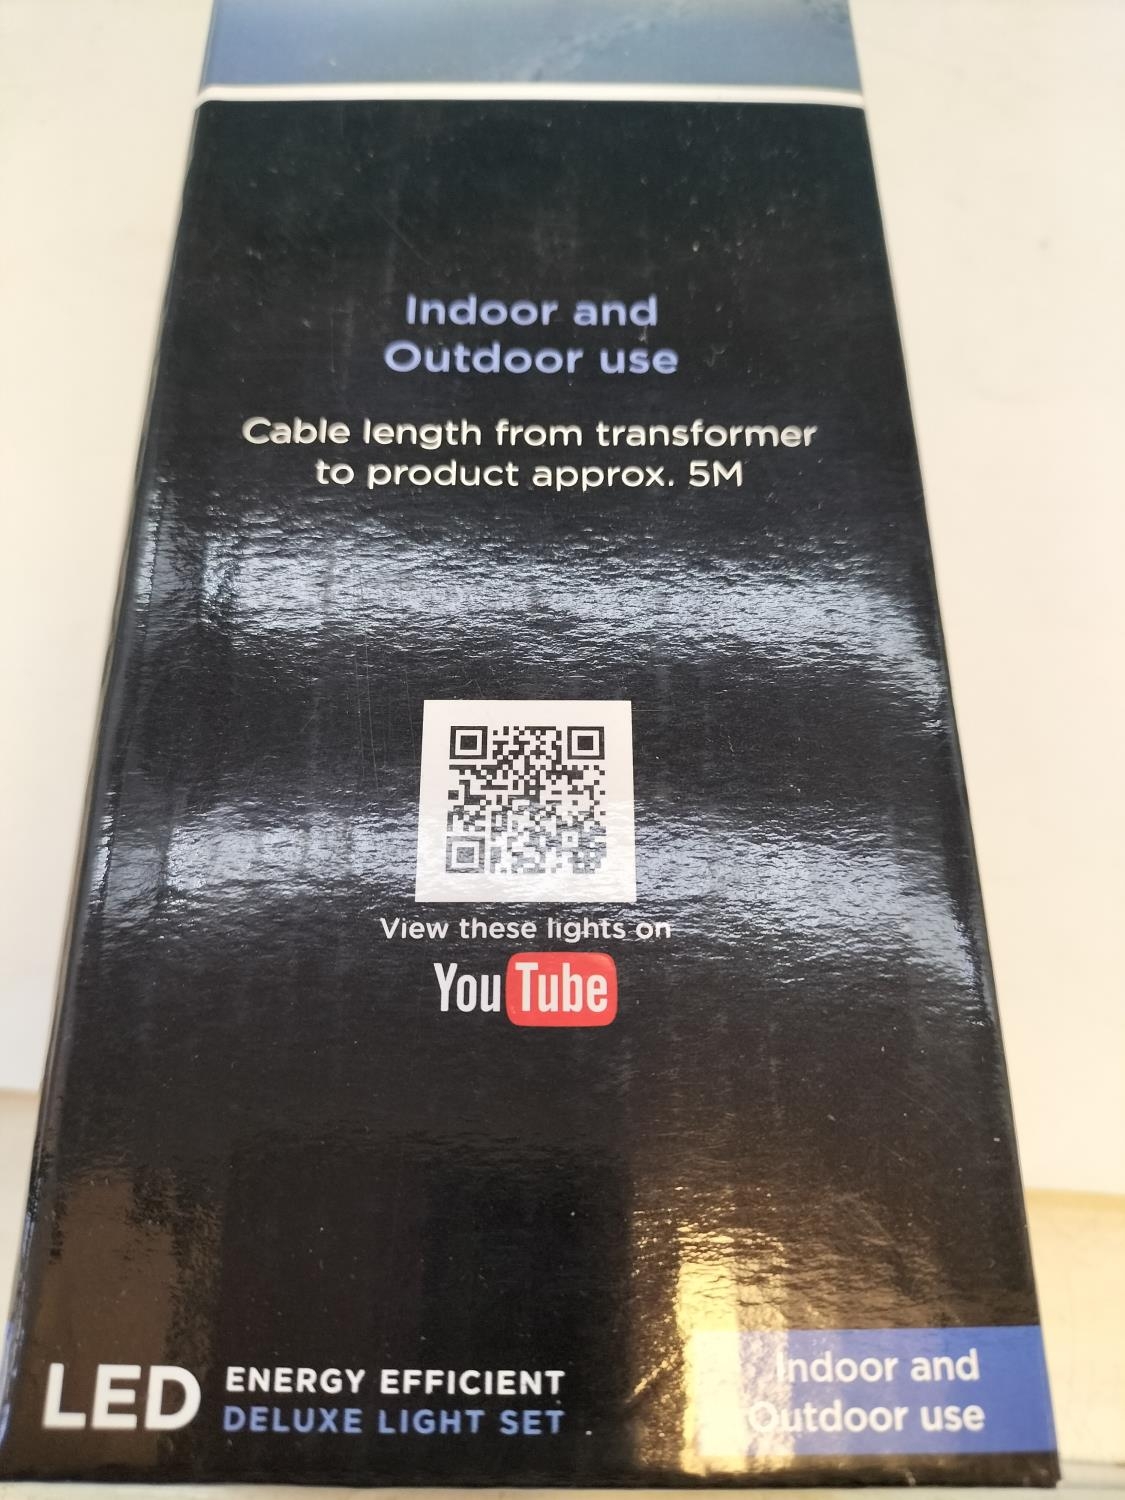 Indoor and
Outdoor use
Cable length from transformer
to product approx. 5M
View these lights on
YouTube
LED
ENERGY EFFICIENT
DELUXE LIGHT SET
Indoor and
Outdoor use